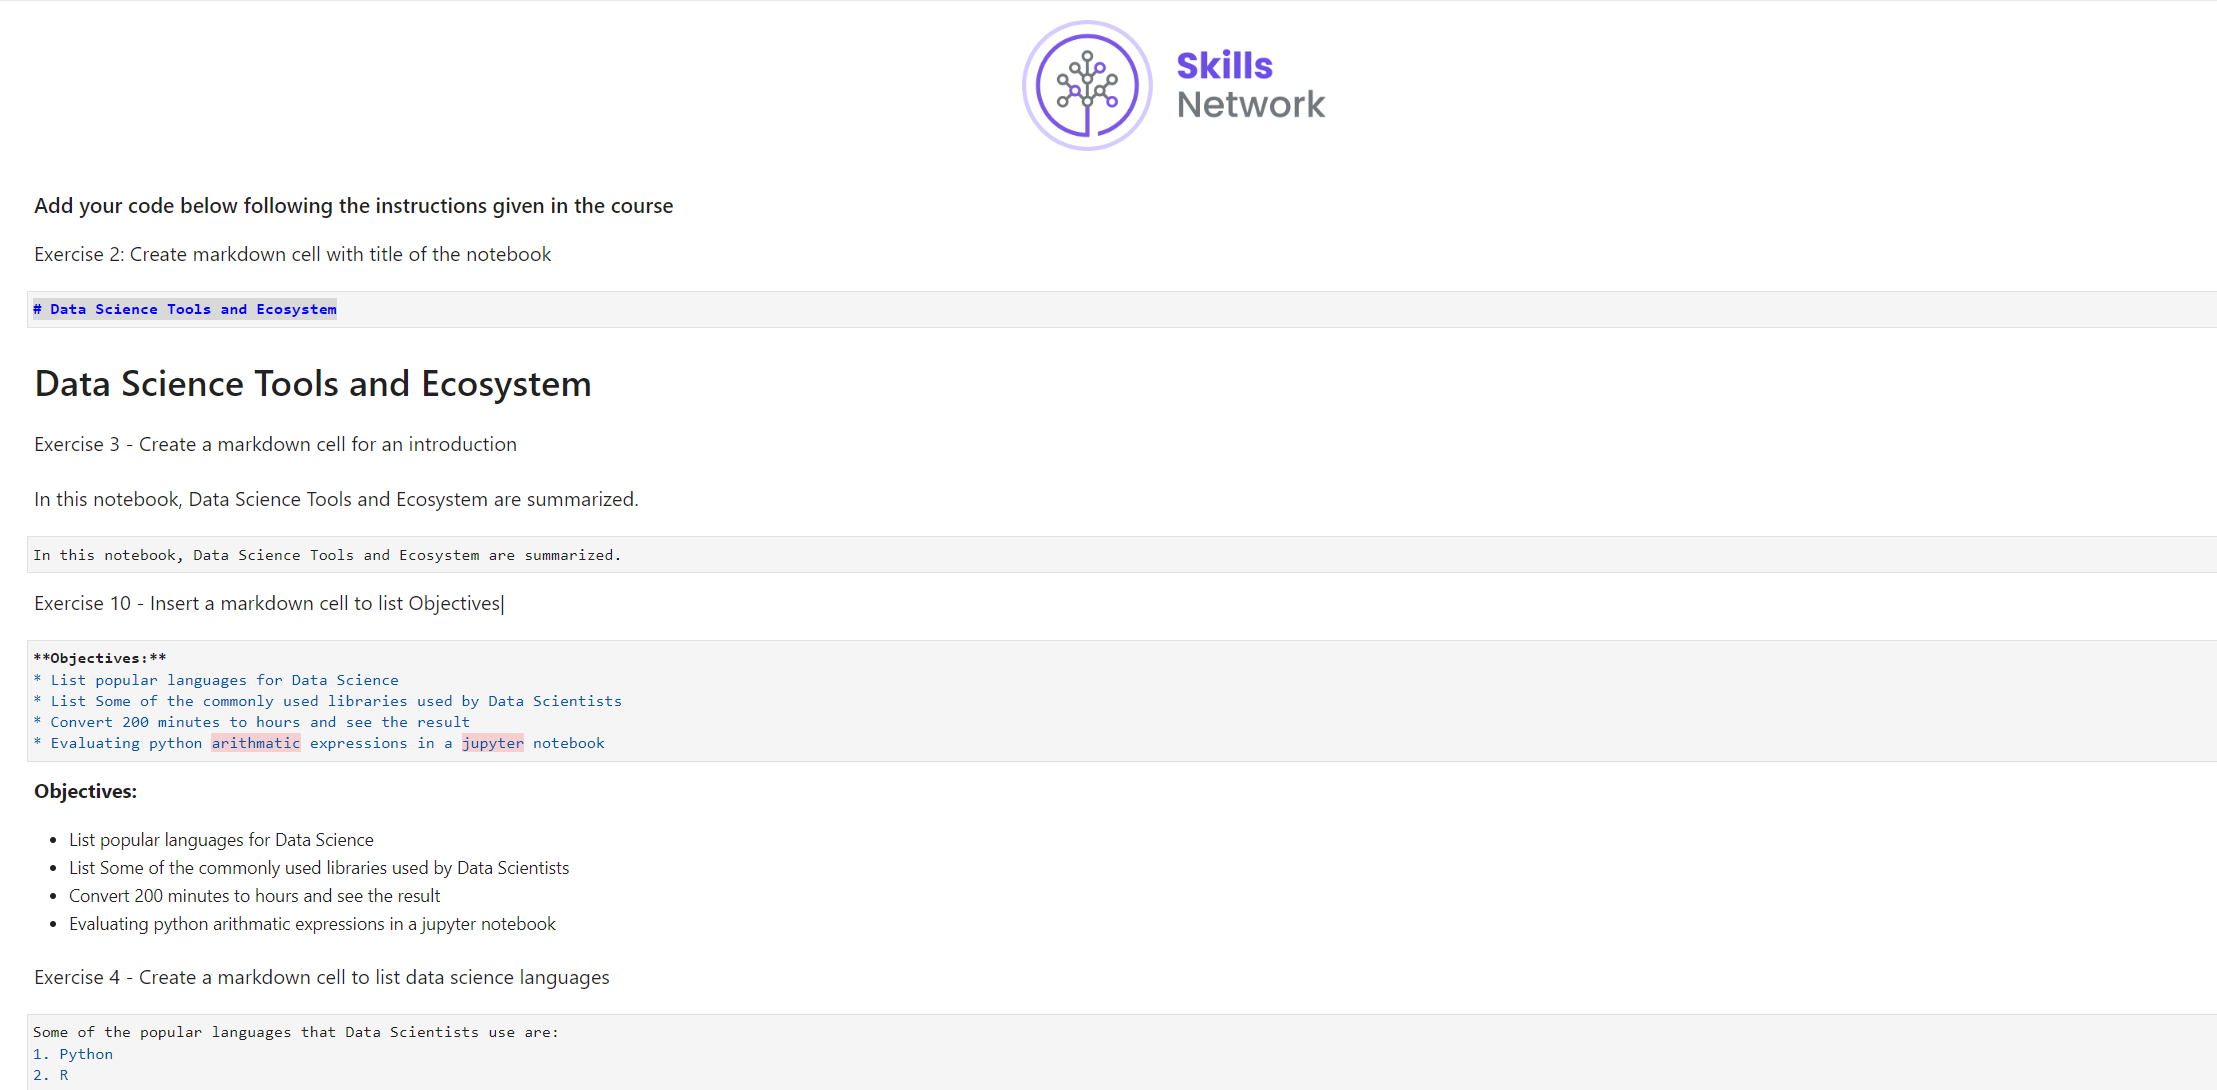 Skills
Network
Add your code below following the instructions given in the course
Exercise 2: Create markdown cell with title of the notebook
# Data Science Tools and Ecosystem
Data Science Tools and Ecosystem
Exercise 3 - Create a markdown cell for an introduction
In this notebook, Data Science Tools and Ecosystem are summarized.
In this notebook, Data Science Tools and Ecosystem are summarized.
Exercise 10 - Insert a markdown cell to list Objectives
**Objectives:**
* List popular languages for Data Science
* List Some of the commonly used libraries used by Data Scientists
* Convert 200 minutes to hours and see the result
* Evaluating python arithmatic expressions in a jupyter notebook
Objectives:
• List popular languages for Data Science
• List Some of the commonly used libraries used by Data Scientists
• Convert 200 minutes to hours and see the result
• Evaluating python arithmatic expressions in a jupyter notebook
Exercise 4 - Create a markdown cell to list data science languages
Some of the popular languages that Data Scientists use are:
1. Python
2. R